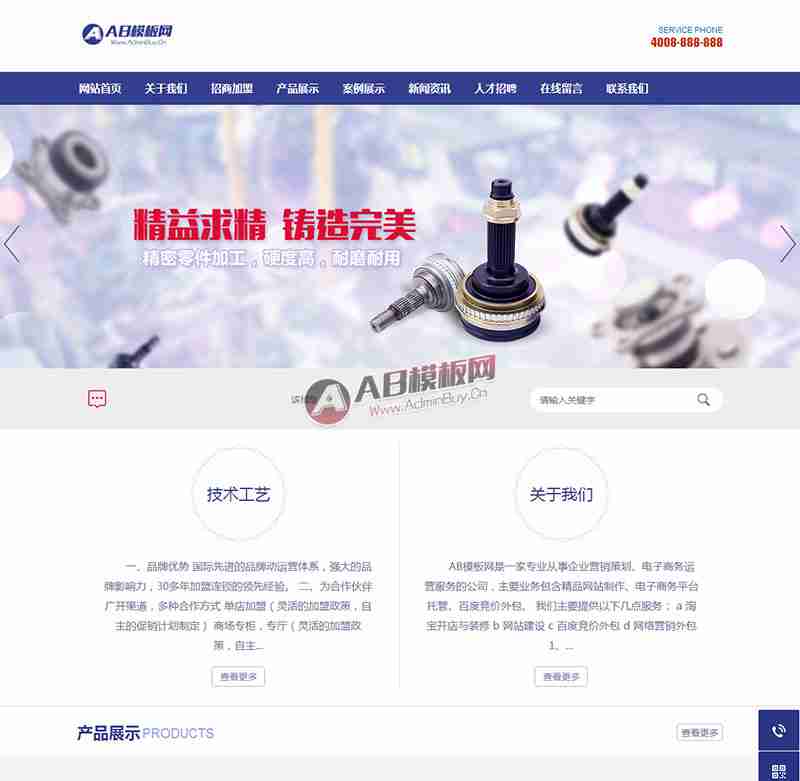 AB模板网
Www.AdminBuy.Cn
SERVICE PHONE
4008-888-888
网站首页 关于我们 招商加盟 产品展示 案例展示 新闻资讯 人才招聘 在线留言 联系我们
精益求精 铸造完美
精密零件加工，硬度高，耐磨耐用
AB模板网
Www.AdminBuy.Cn
请输入关键字
技术工艺
一、品牌优势 国际先进的品牌动运营体系，强大的品
牌影响力，30多年加盟连锁的领先经验。 二、为合作伙伴
广开渠道，多种合作方式 单店加盟（灵活的加盟政策，自
主的促销计划制定） 商场专柜，专厅（灵活的加盟政
策，自主...
查看更多
关于我们
AB模板网是一家专业从事企业营销策划、电子商务运
营服务的公司，主要业务包含精品网站制作、电子商务平台
托管、百度竞价外包。 我们主要提供以下几点服务； a 淘
宝开店与装修 b 网站建设 c 百度竞价外包 d 网络营销外包
1、...
查看更多
产品展示 PRODUCTS
查看更多